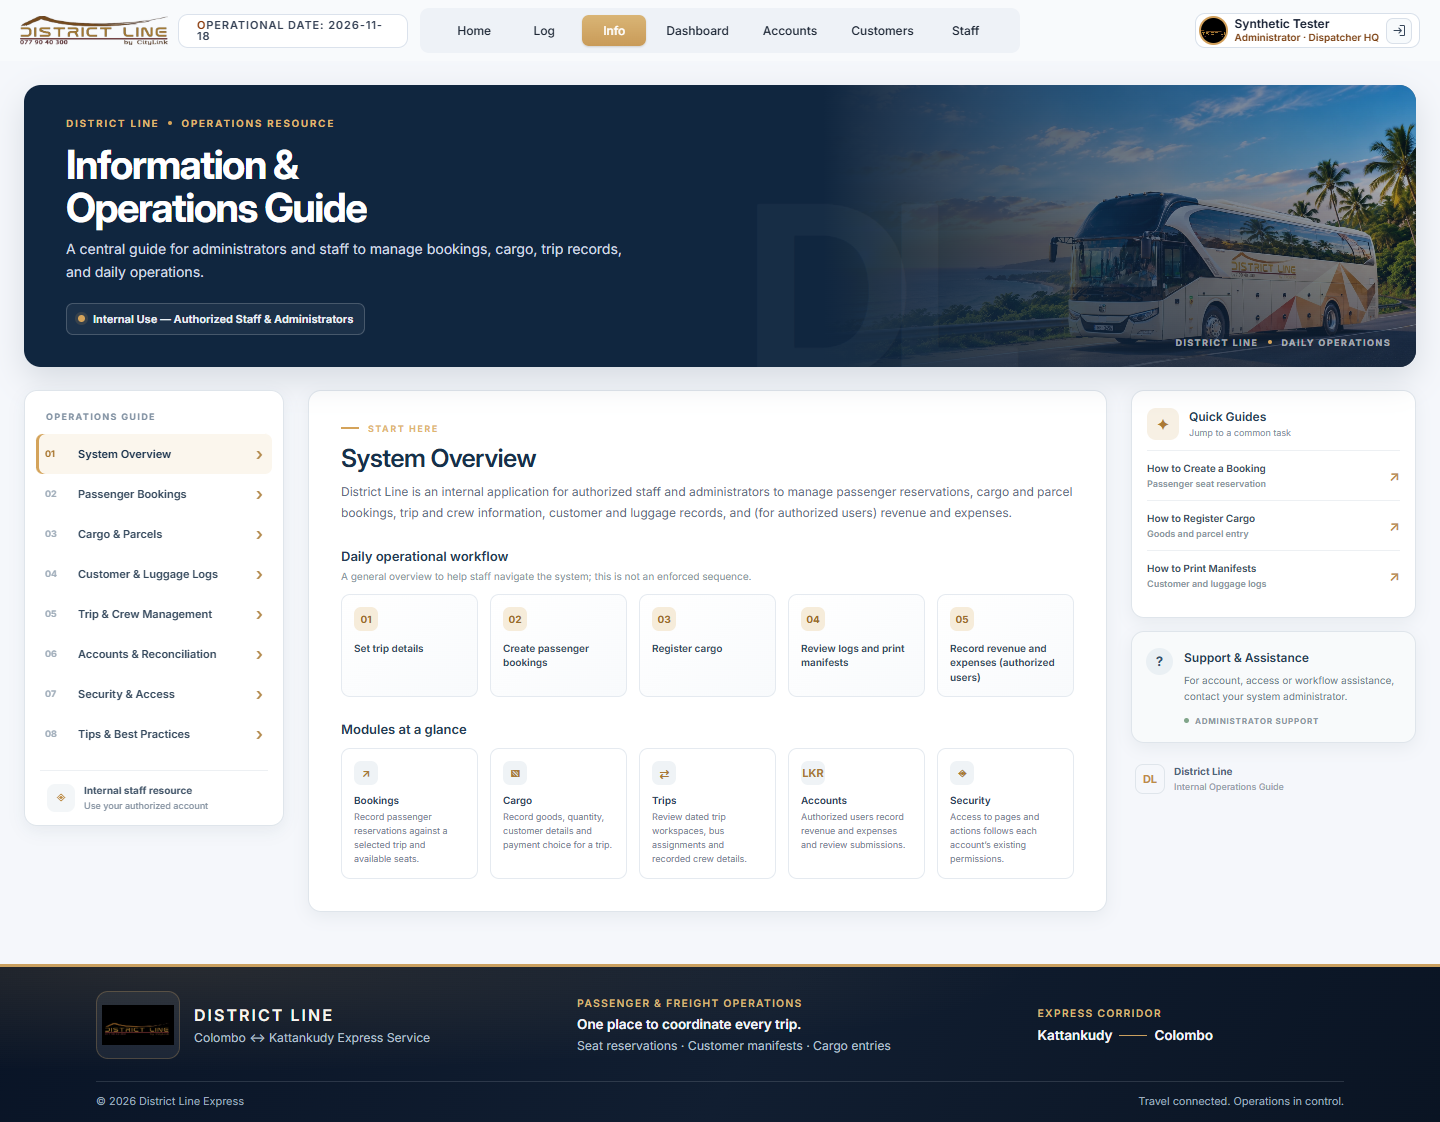 DISTRICT LINE
077 90 40 300 by CityLink
OPERATIONAL DATE: 2026-11-
18
Home Log Info Dashboard Accounts Customers Staff
Synthetic Tester
Administrator · Dispatcher HQ
DISTRICT LINE • OPERATIONS RESOURCE
Information &
Operations Guide
A central guide for administrators and staff to manage bookings, cargo, trip records,
and daily operations.
Internal Use — Authorized Staff & Administrators
DL
DISTRICT LINE
DISTRICT LINE • DAILY OPERATIONS
OPERATIONS GUIDE
01 System Overview
02 Passenger Bookings
03 Cargo & Parcels
04 Customer & Luggage Logs
05 Trip & Crew Management
06 Accounts & Reconciliation
07 Security & Access
08 Tips & Best Practices
Internal staff resource
Use your authorized account
START HERE
System Overview
District Line is an internal application for authorized staff and administrators to manage passenger reservations, cargo and parcel
bookings, trip and crew information, customer and luggage records, and (for authorized users) revenue and expenses.
Daily operational workflow
A general overview to help staff navigate the system; this is not an enforced sequence.
01
Set trip details
02
Create passenger
bookings
03
Register cargo
04
Review logs and print
manifests
05
Record revenue and
expenses (authorized
users)
Modules at a glance
Bookings
Record passenger
reservations against a
selected trip and
available seats.
Cargo
Record goods, quantity,
customer details and
payment choice for a trip.
Trips
Review dated trip
workspaces, bus
assignments and
recorded crew details.
LKR
Accounts
Authorized users record
revenue and expenses
and review submissions.
Security
Access to pages and
actions follows each
account's existing
permissions.
Quick Guides
Jump to a common task
How to Create a Booking
Passenger seat reservation
How to Register Cargo
Goods and parcel entry
How to Print Manifests
Customer and luggage logs
? Support & Assistance
For account, access or workflow assistance,
contact your system administrator.
ADMINISTRATOR SUPPORT
DL
District Line
Internal Operations Guide
DISTRICT LINE
DISTRICT LINE
Colombo ↔ Kattankudy Express Service
PASSENGER & FREIGHT OPERATIONS
One place to coordinate every trip.
Seat reservations · Customer manifests · Cargo entries
EXPRESS CORRIDOR
Kattankudy — Colombo
© 2026 District Line Express
Travel connected. Operations in control.